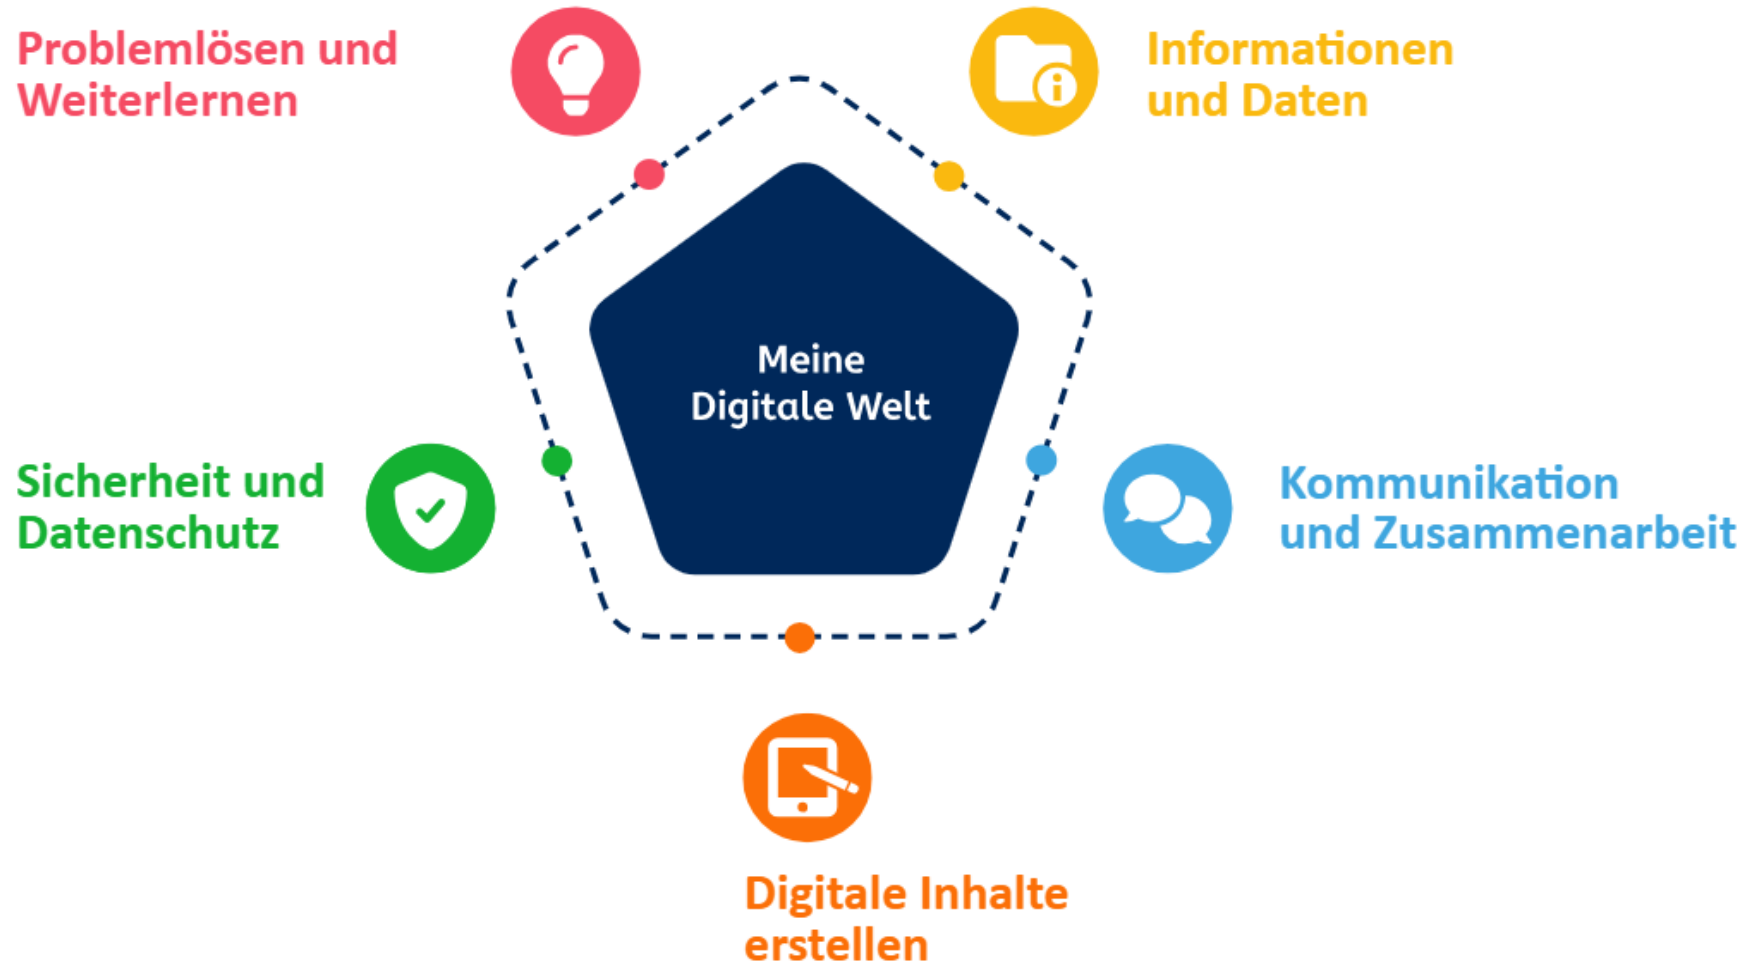 Problemlösen und
Weiterlernen
Informationen
und Daten
Meine
Digitale Welt
Sicherheit und
Datenschutz
Kommunikation
und Zusammenarbeit
Digitale Inhalte
erstellen